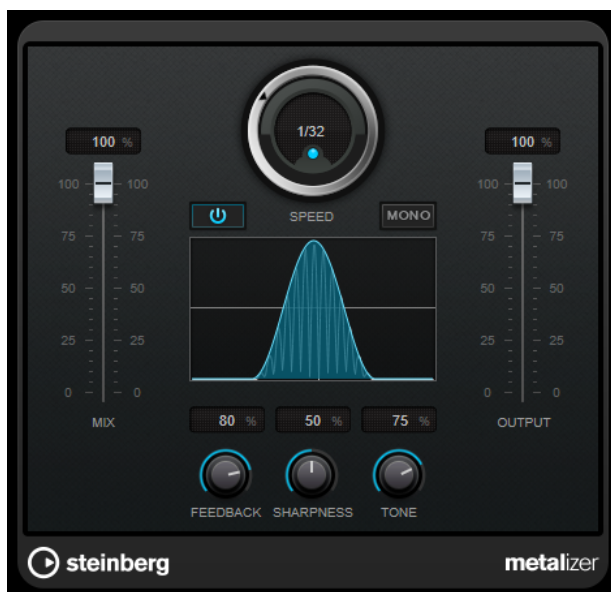 1/32
100 %
100 %
SPEED
MONO
100 100
75 75
50 50
25 25
0 0
MIX
100 100
75 75
50 50
25 25
0 0
OUTPUT
80 %
50 %
75 %
FEEDBACK
SHARPNESS
TONE
steinberg
metalizer